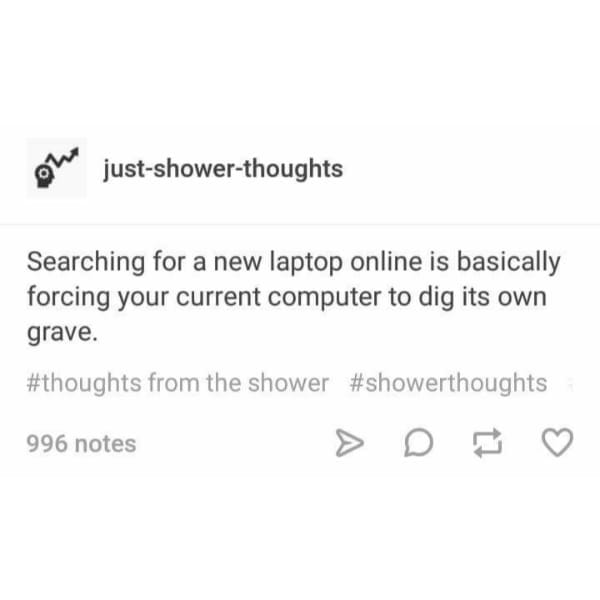 just-shower-thoughts
Searching for a new laptop online is basically
forcing your current computer to dig its own
grave.
#thoughts from the shower #showerthoughts
996 notes